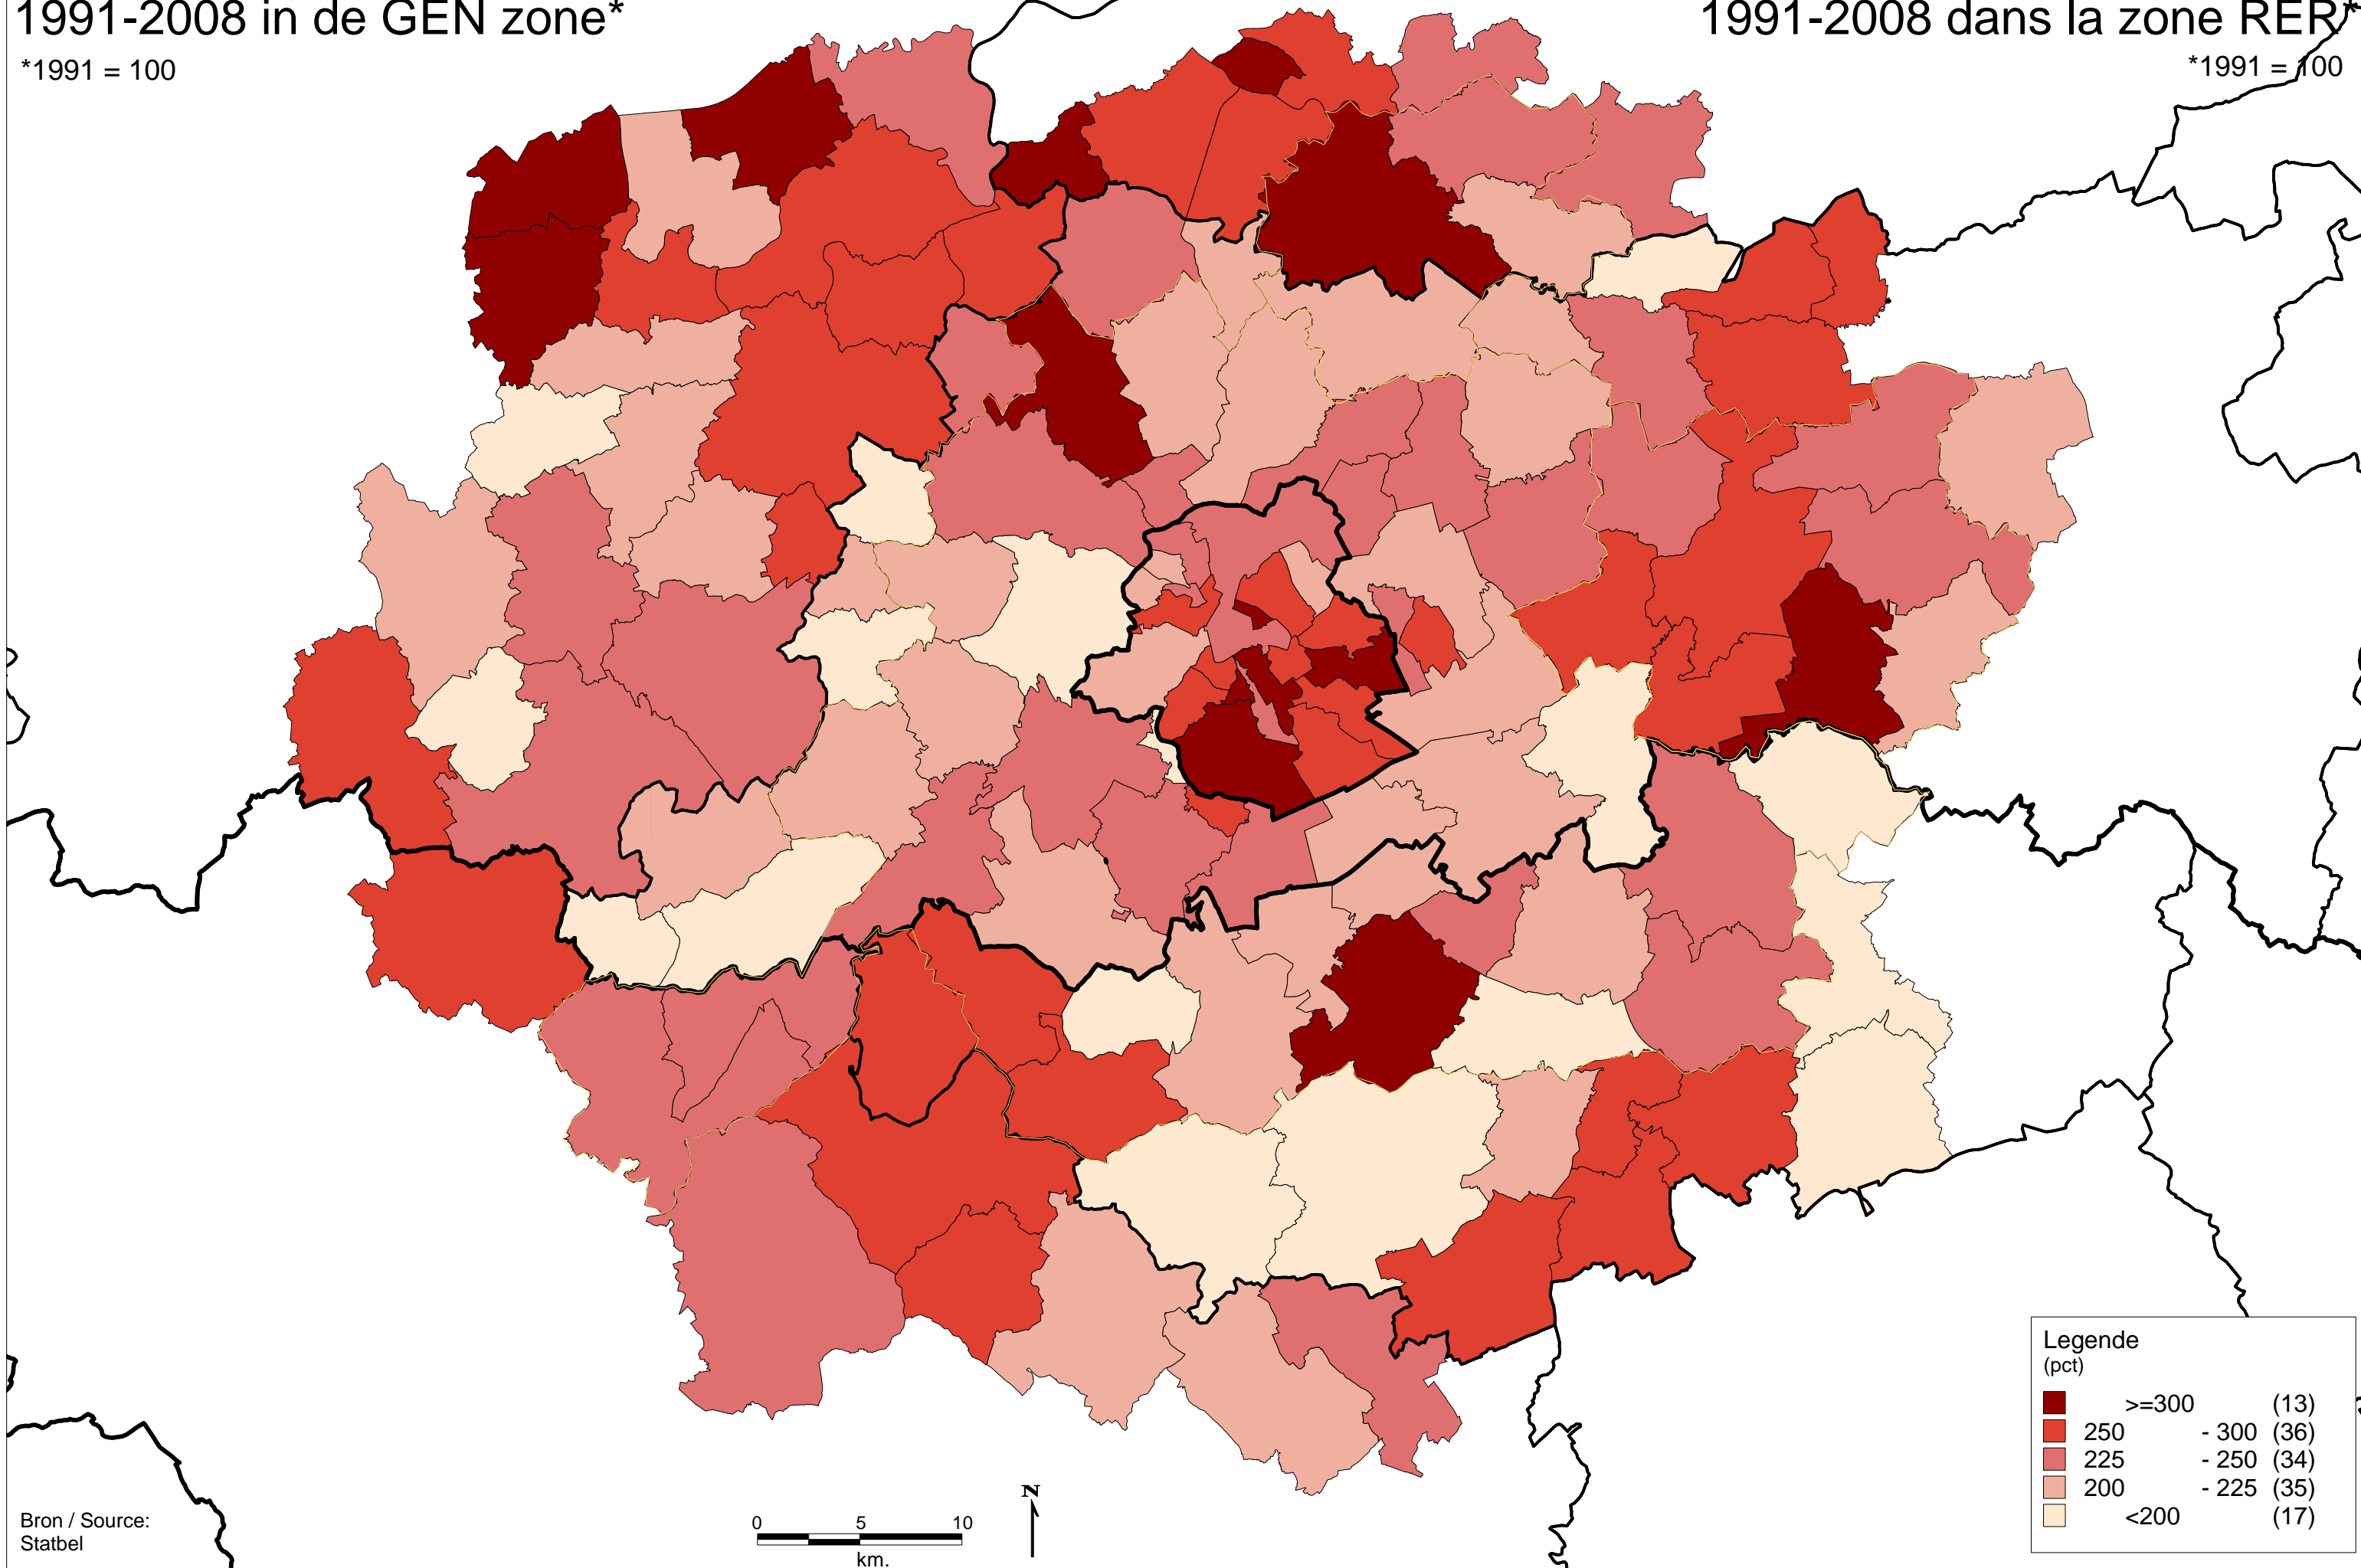 1991-2008 in de GEN zone*
1991-2008 dans la zone RER*
*1991 = 100
*1991 = 100
Legende
(pct)
>=300 (13)
250 - 300 (36)
225 - 250 (34)
200 - 225 (35)
<200 (17)
Bron / Source:
Statbel
0 5 10
km.
N